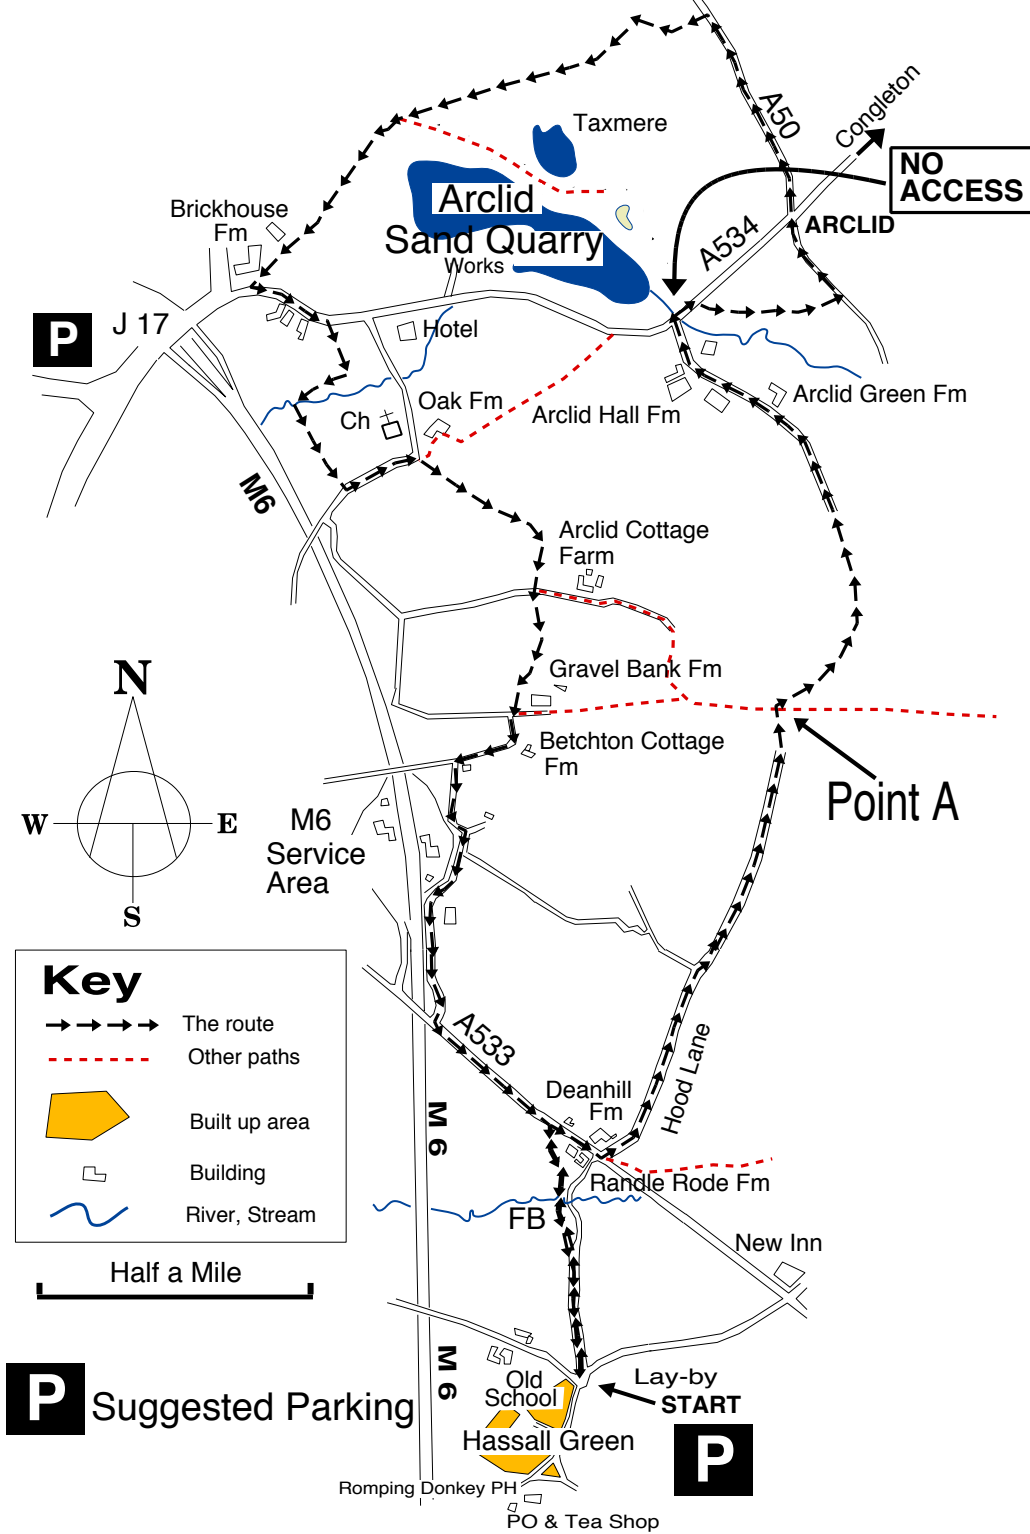 Taxmere
A50
Congleton
NO
ACCESS
Arclid
Sand Quarry
Works
Brickhouse
Fm
A534
ARCLID
P
J 17
Hotel
Oak Fm
Ch
Arclid Hall Fm
Arclid Green Fm
M6
Arclid Cottage
Farm
N
W
E
S
Gravel Bank Fm
Betchton Cottage
Fm
Point A
M6
Service
Area
Key
The route
Other paths
Built up area
Building
River, Stream
Half a Mile
A533
Hood Lane
Deanhill
Fm
M 6
Randle Rode Fm
FB
New Inn
M 6
Old
School
Lay-by
START
P
Suggested Parking
Hassall Green
P
Romping Donkey PH
PO & Tea Shop